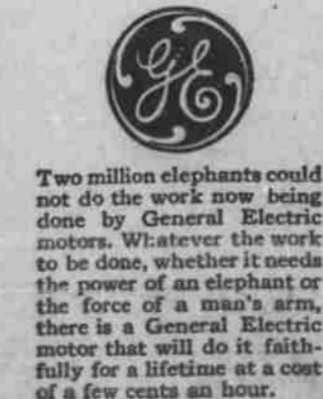 GE
Two million elephants could
not do the work now being
done by General Electric
motors. Whatever the work
to be done, whether it needs
the power of an elephant or
the force of a man's arm,
there is a General Electric
motor that will do it faith-
fully for a lifetime at a cost
of a few cents an hour.